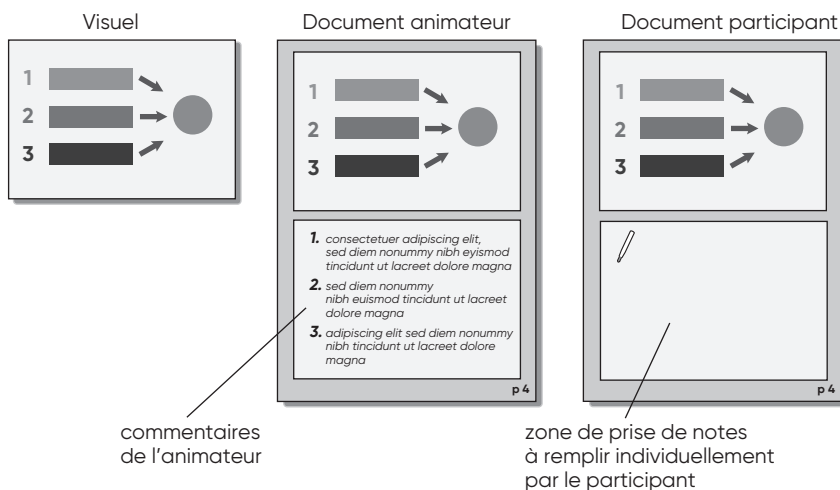 Visuel
1
2
3
Document animateur
1
2
3
1. consectetuer adipiscing elit,
sed diem nonummy nibh eyismod
tincidunt ut lacreet dolore magna
2. sed diem nonummy
nibh euismod tincidunt ut lacreet
dolore magna
3. adipiscing elit sed diem nonummy
nibh tincidunt ut lacreet dolore
magna
p 4
Document participant
1
2
3
p 4
commentaires
de l’animateur
zone de prise de notes
à remplir individuellement
par le participant